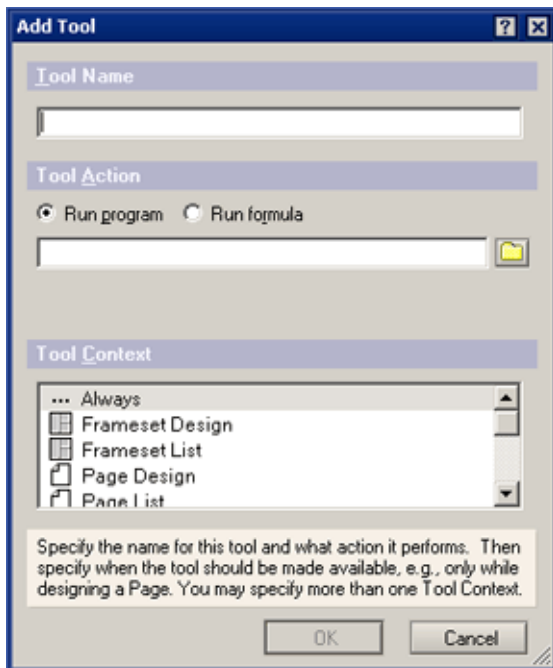 Add Tool
Tool Name
Tool Action
Run program Run formula
Tool Context
... Always
Frameset Design
Frameset List
Page Design
Page List
Specify the name for this tool and what action it performs. Then
specify when the tool should be made available, e.g., only while
designing a Page. You may specify more than one Tool Context.
OK Cancel